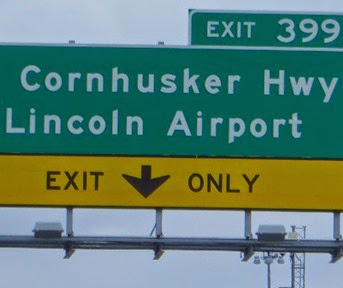 EXIT 399
Cornhusker Hwy
Lincoln Airport
EXIT ONLY